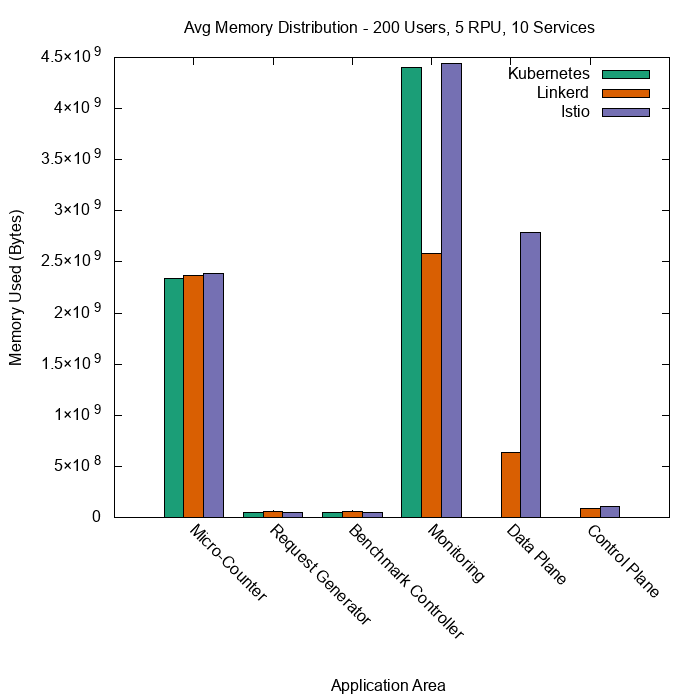 Avg Memory Distribution - 200 Users, 5 RPU, 10 Services
Kubernetes
Linkerd
Istio
4.5×10⁹
4×10⁹
3.5×10⁹
3×10⁹
2.5×10⁹
2×10⁹
1.5×10⁹
1×10⁹
5×10⁸
0
Memory Used (Bytes)
Micro-Counter
Request Generator
Benchmark Controller
Monitoring
Data Plane
Control Plane
Application Area